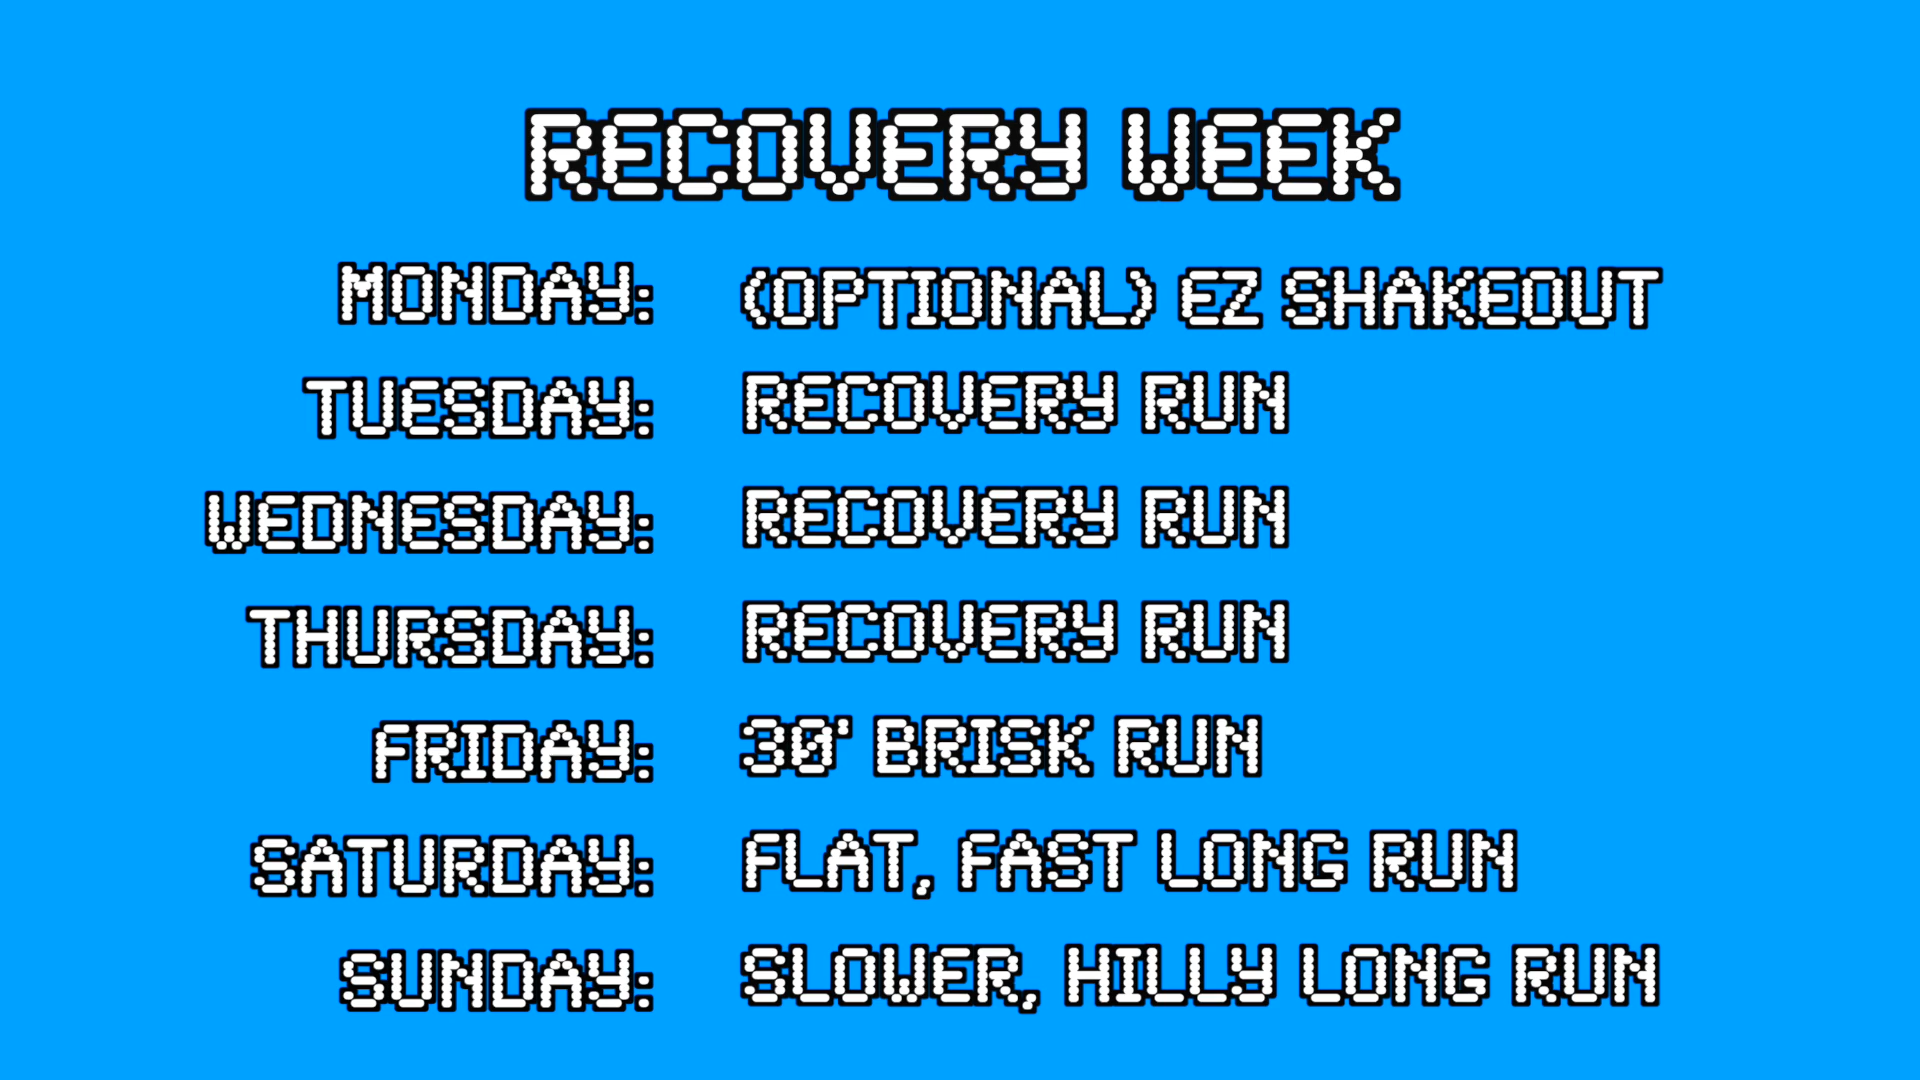 RECOVERY WEEK
MONDAY: (OPTIONAL) EZ SHAKEOUT
TUESDAY: RECOVERY RUN
WEDNESDAY: RECOVERY RUN
THURSDAY: RECOVERY RUN
FRIDAY: 30' BRISK RUN
SATURDAY: FLAT, FAST LONG RUN
SUNDAY: SLOWER, HILLY LONG RUN